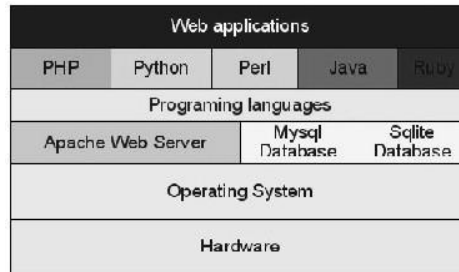 Web applications
PHP Python Perl Java Ruby
Programing languages
Apache Web Server Mysql Database Sqlite Database
Operating System
Hardware